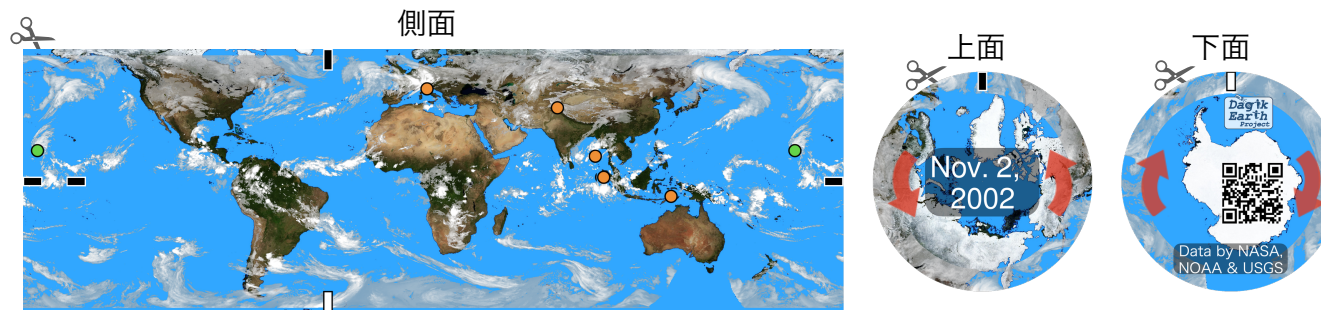 側面
上面
下面
Nov. 2,
2002
Dagik
Earth
Project
Data by NASA,
NOAA & USGS